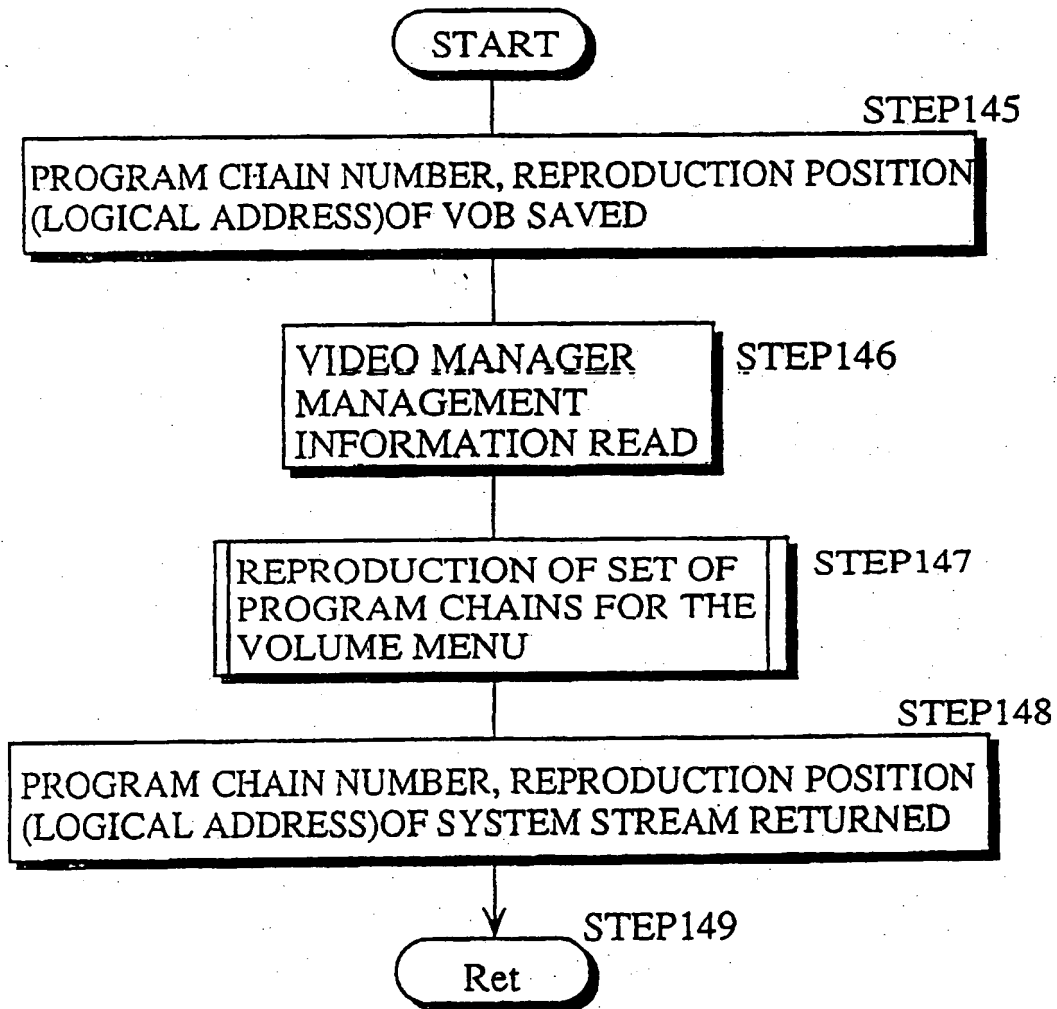 START
STEP145
PROGRAM CHAIN NUMBER, REPRODUCTION POSITION
(LOGICAL ADDRESS)OF VOB SAVED
VIDEO MANAGER
MANAGEMENT
INFORMATION READ
STEP146
REPRODUCTION OF SET OF
PROGRAM CHAINS FOR THE
VOLUME MENU
STEP147
STEP148
PROGRAM CHAIN NUMBER, REPRODUCTION POSITION
(LOGICAL ADDRESS)OF SYSTEM STREAM RETURNED
STEP149
Ret